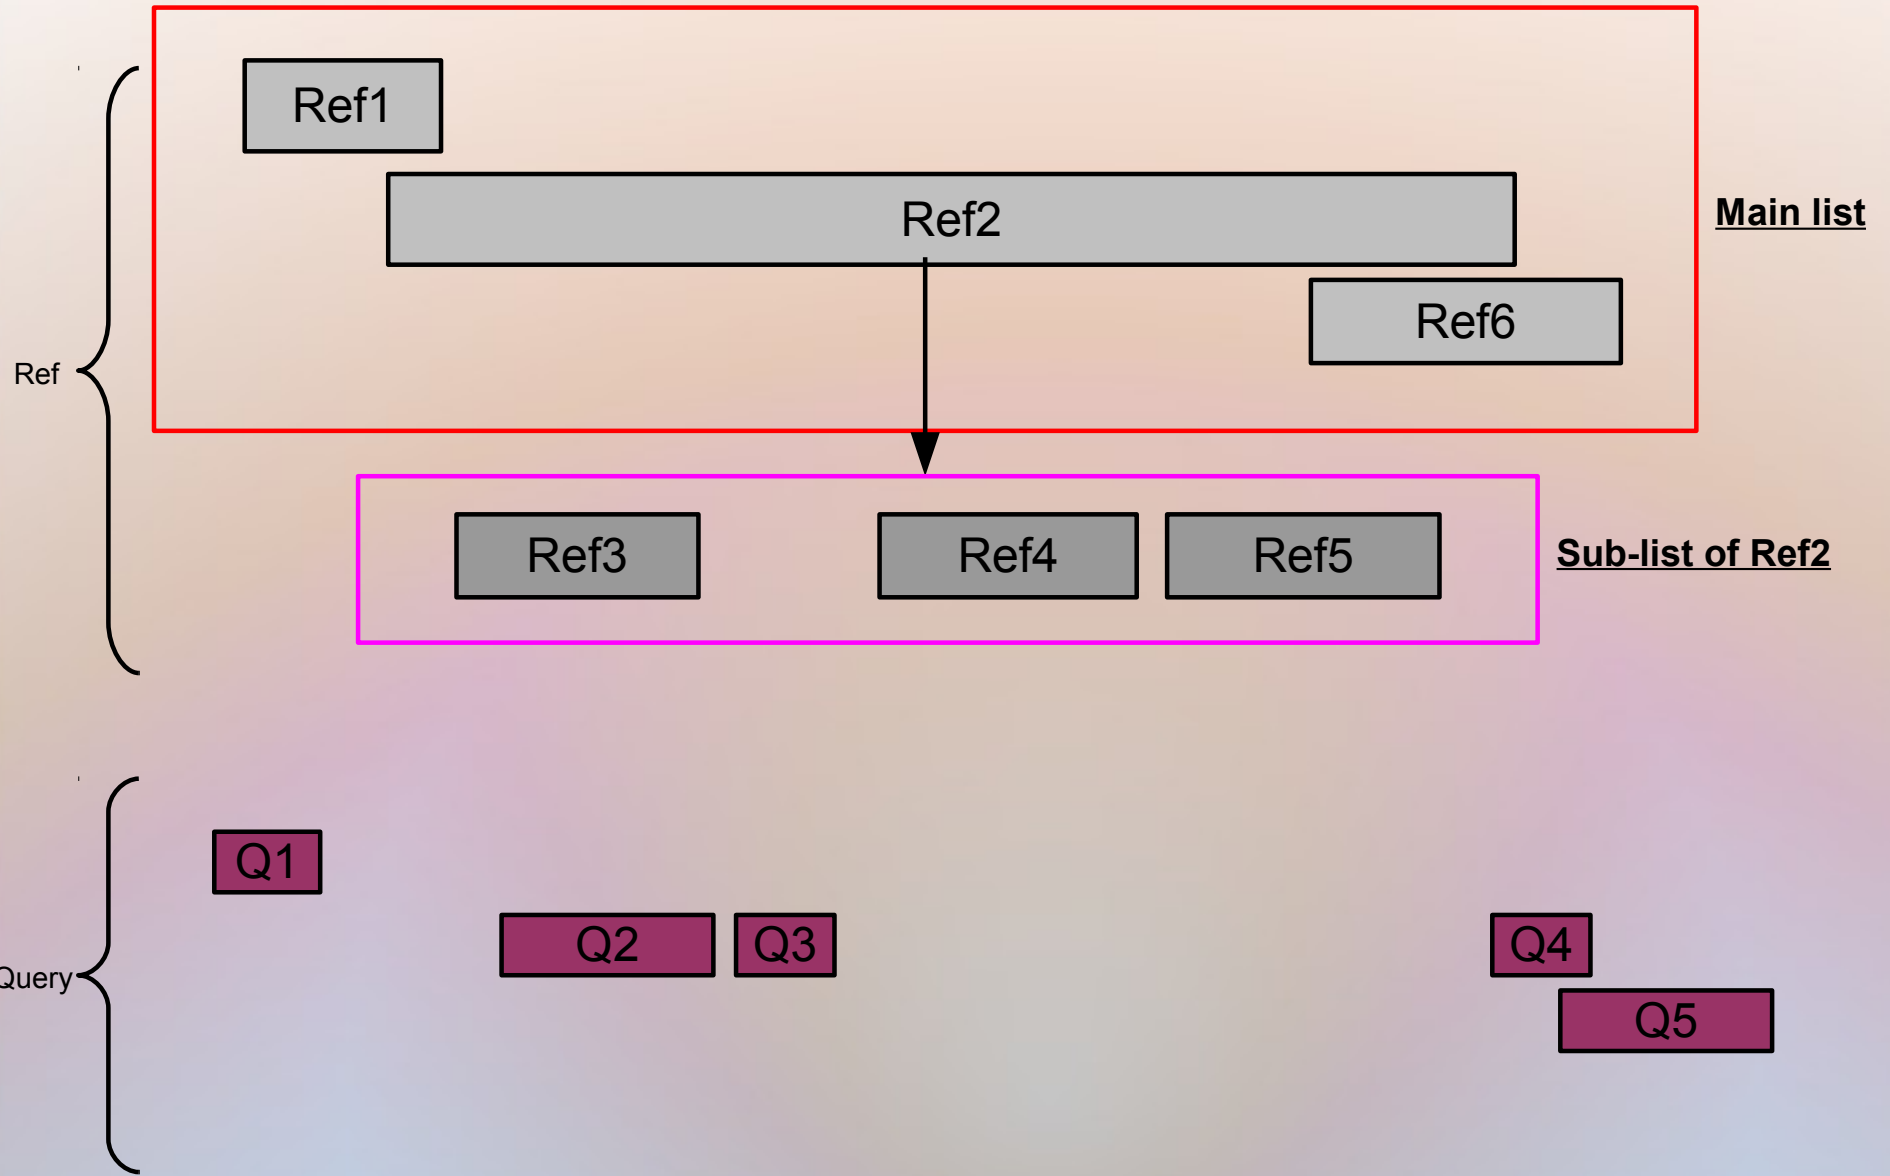 Ref1
Ref2
Main list
Ref6
Ref
Ref3
Ref4
Ref5
Sub-list of Ref2
Q1
Q2
Q3
Q4
Query
Q5